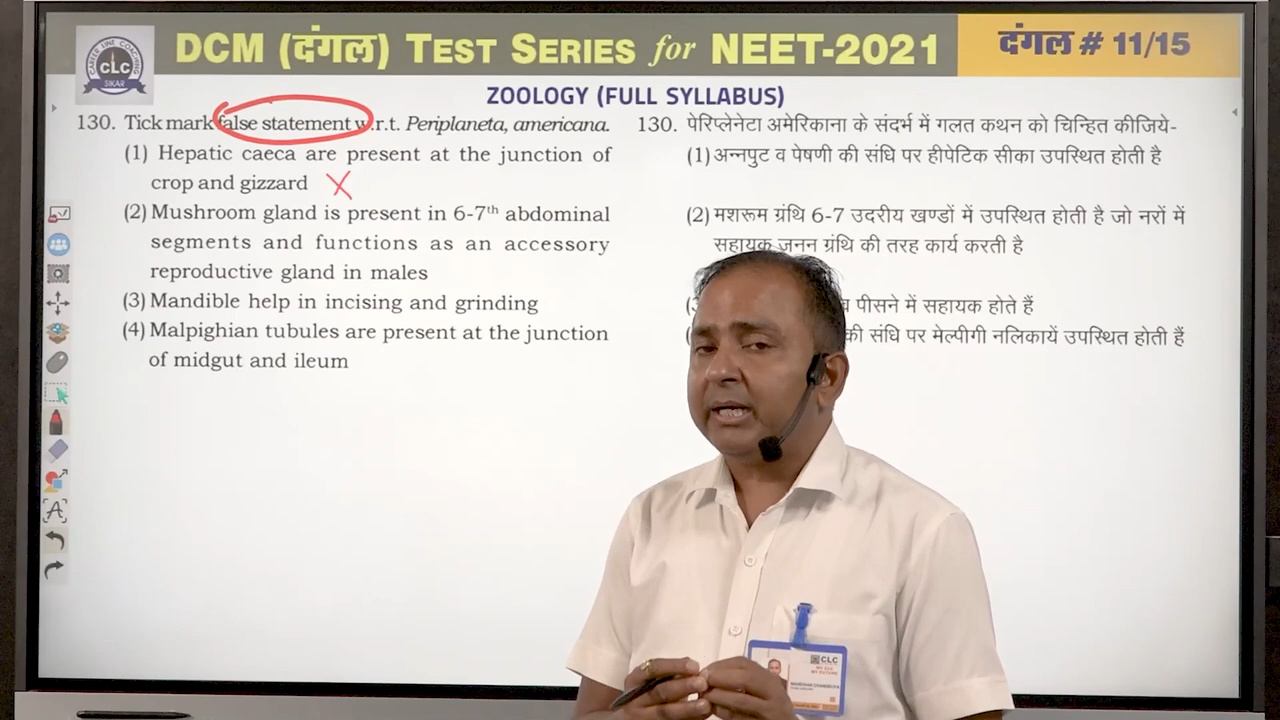 DCM (दंगल) TEST SERIES for NEET-2021
दंगल # 11/15
CAREER LINE COACHING
CLC
SIKAR
ZOOLOGY (FULL SYLLABUS)
130. Tick mark false statement w.r.t. Periplaneta, americana.
(1) Hepatic caeca are present at the junction of
crop and gizzard
(2) Mushroom gland is present in 6-7th abdominal
segments and functions as an accessory
reproductive gland in males
(3) Mandible help in incising and grinding
(4) Malpighian tubules are present at the junction
of midgut and ileum
130. पेरिप्लेनेटा अमेरिकाना के संदर्भ में गलत कथन को चिन्हित कीजिये-
(1) अन्नपुट व पेषणी की संधि पर हीपेटिक सीका उपस्थित होती है
(2) मशरूम ग्रंथि 6-7 उदरीय खण्डों में उपस्थित होती है जो नरों में
सहायक जनन ग्रंथि की तरह कार्य करती है
व पीसने में सहायक होते हैं
की संधि पर मेल्पीगी नलिकायें उपस्थित होती हैं
CLC